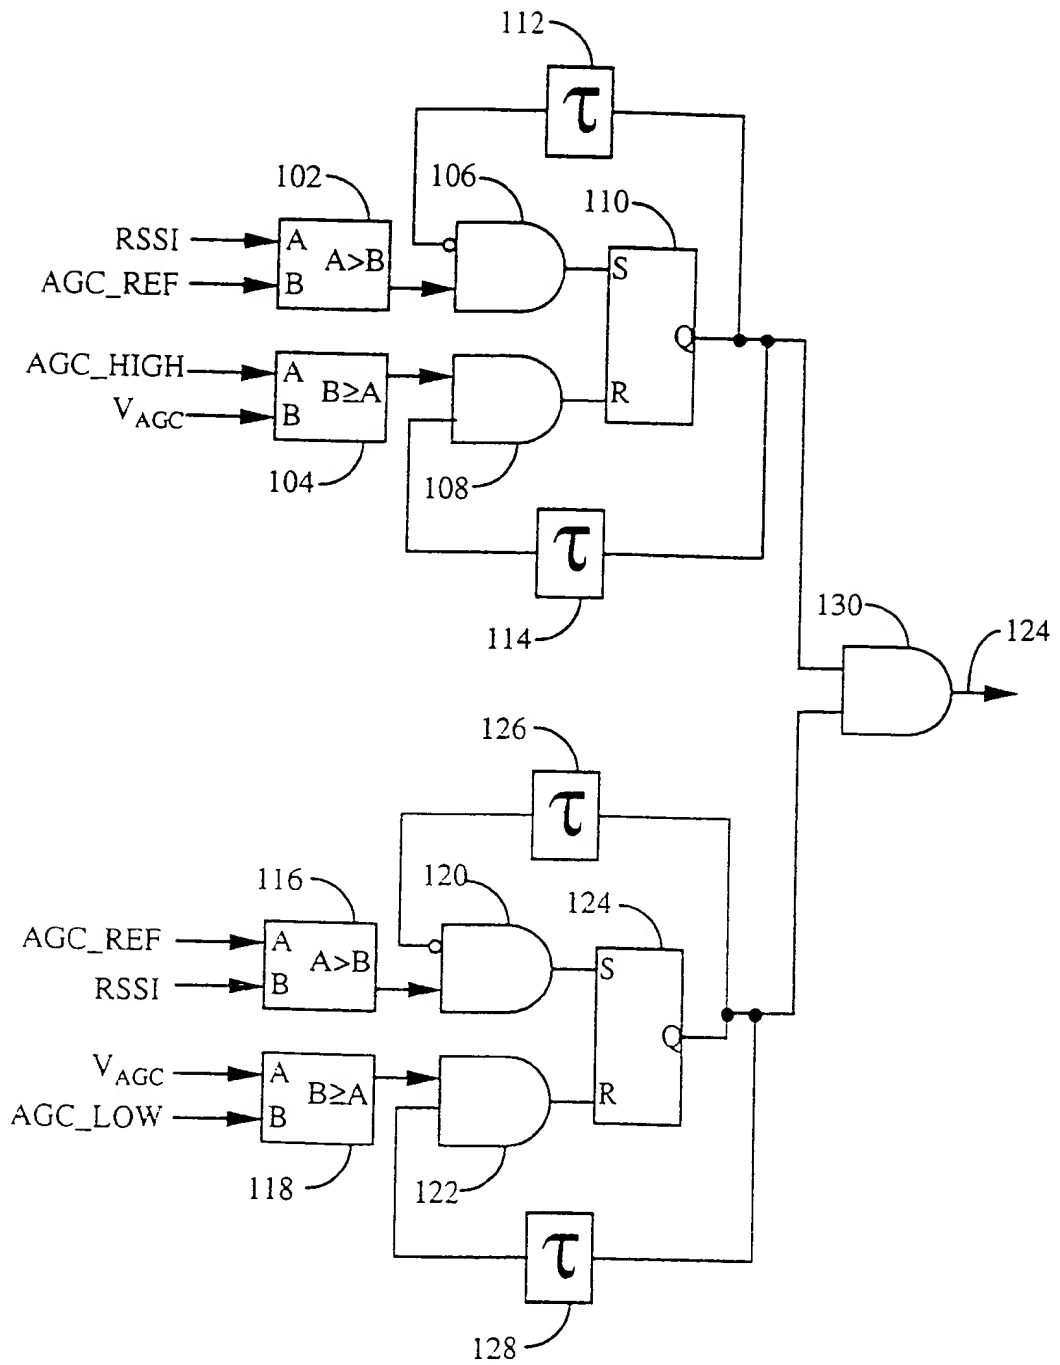 112
τ
102
106
110
RSSI
A
A>B
AGC_REF
B
S
Q
AGC_HIGH
A
B≥A
V_AGC
B
R
104
108
τ
114
130
124
126
τ
116
120
124
AGC_REF
A
A>B
RSSI
B
S
Q
V_AGC
A
B≥A
AGC_LOW
B
R
118
122
τ
128